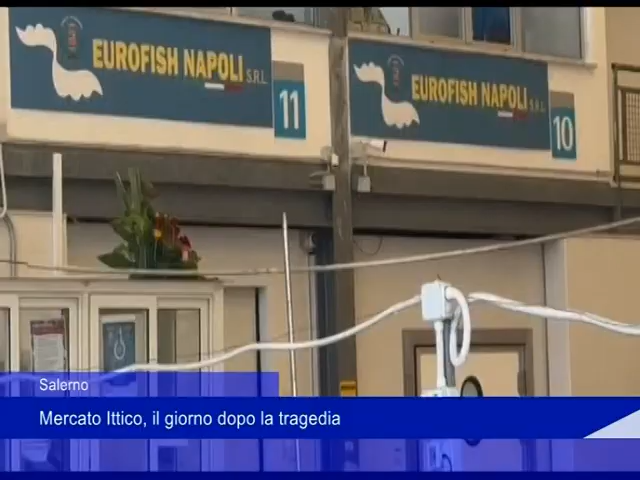 EUROFISH NAPOLI S.R.L.
11
EUROFISH NAPOLI S.R.L.
10
Salerno
Mercato Ittico, il giorno dopo la tragedia